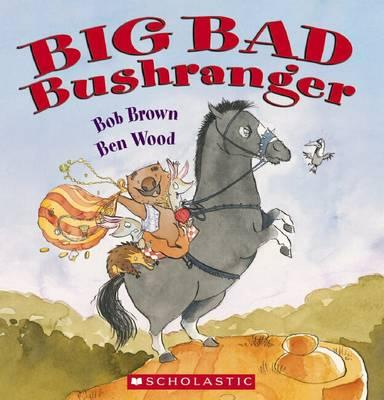 BIG BAD
Bushranger
Bob Brown
Ben Wood
SCHOLASTIC